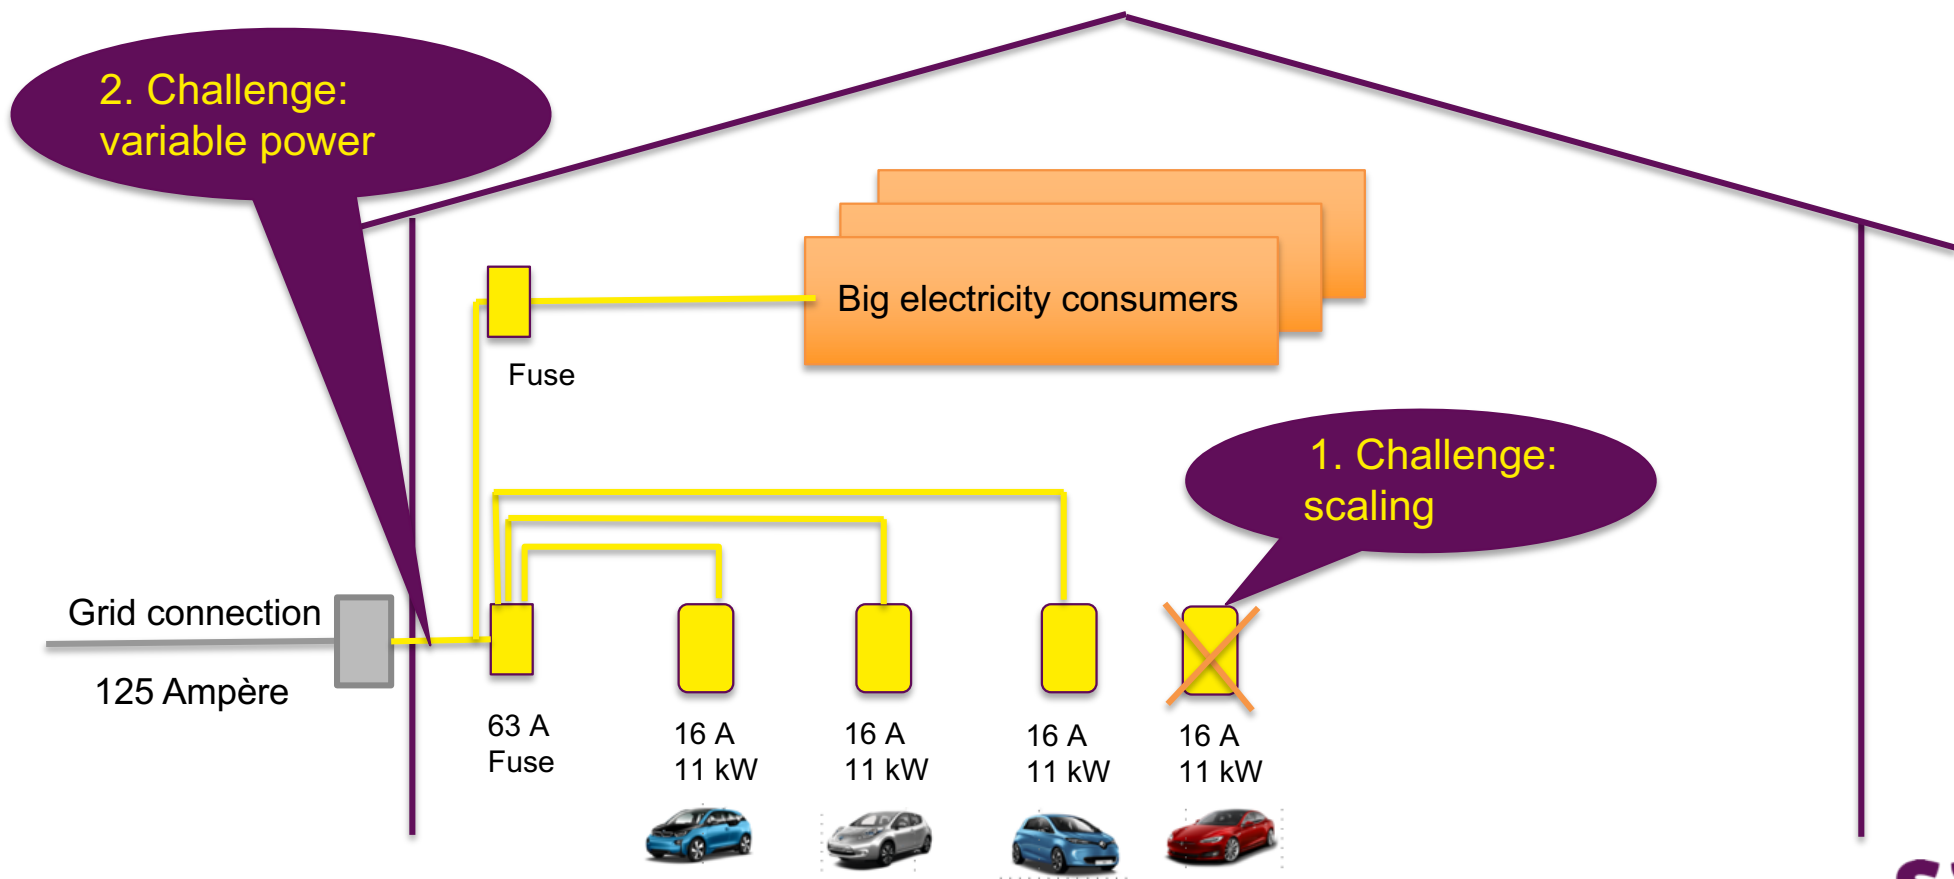 2. Challenge:
variable power
Big electricity consumers
Fuse
1. Challenge:
scaling
Grid connection
125 Ampère
63 A
Fuse
16 A
11 kW
16 A
11 kW
16 A
11 kW
16 A
11 kW